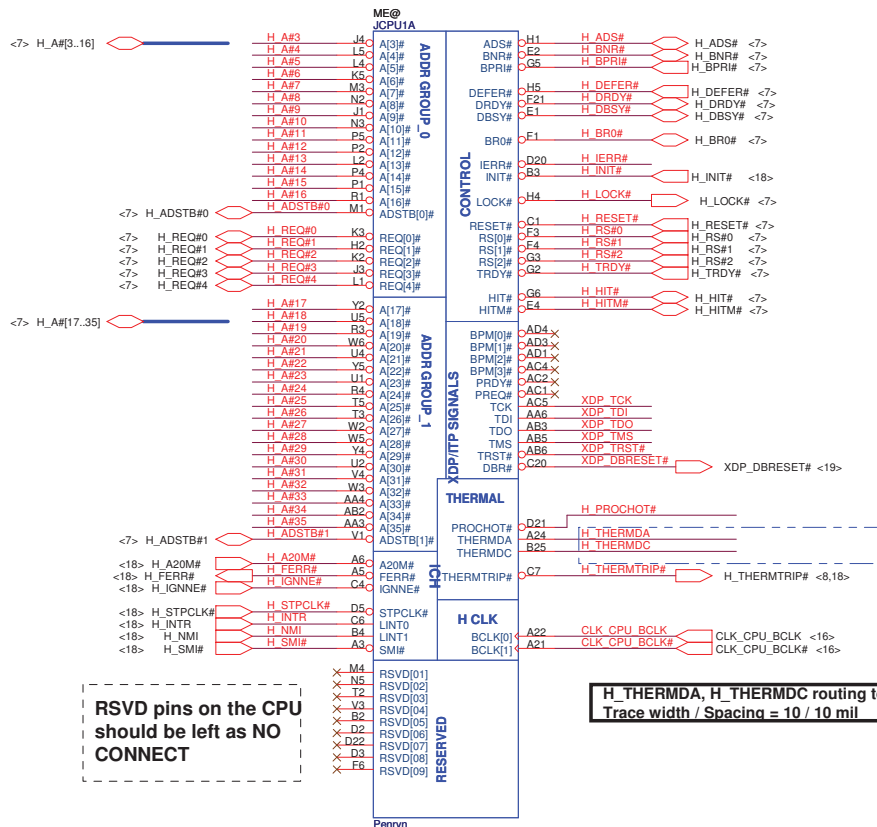 ME@
JCPU1A
<7> H_A#[3..16]
H_A#3 J4 A[3]#
H_A#4 L5 A[4]#
H_A#5 L4 A[5]#
H_A#6 K5 A[6]#
H_A#7 M3 A[7]#
H_A#8 N2 A[8]#
H_A#9 J1 A[9]#
H_A#10 N3 A[10]#
H_A#11 P5 A[11]#
H_A#12 P2 A[12]#
H_A#13 L2 A[13]#
H_A#14 P4 A[14]#
H_A#15 P1 A[15]#
H_A#16 R1 A[16]#
<7> H_ADSTB#0 H_ADSTB#0 M1 ADSTB[0]#
ADDR GROUP_0
<7> H_REQ#0 H_REQ#0 K3 REQ[0]#
<7> H_REQ#1 H_REQ#1 H2 REQ[1]#
<7> H_REQ#2 H_REQ#2 K2 REQ[2]#
<7> H_REQ#3 H_REQ#3 J3 REQ[3]#
<7> H_REQ#4 H_REQ#4 L1 REQ[4]#
<7> H_A#[17..35]
H_A#17 Y2 A[17]#
H_A#18 U5 A[18]#
H_A#19 R3 A[19]#
H_A#20 W6 A[20]#
H_A#21 U4 A[21]#
H_A#22 Y5 A[22]#
H_A#23 U1 A[23]#
H_A#24 R4 A[24]#
H_A#25 T5 A[25]#
H_A#26 T3 A[26]#
H_A#27 W2 A[27]#
H_A#28 W5 A[28]#
H_A#29 Y4 A[29]#
H_A#30 U2 A[30]#
H_A#31 V4 A[31]#
H_A#32 W3 A[32]#
H_A#33 AA4 A[33]#
H_A#34 AB2 A[34]#
H_A#35 AA3 A[35]#
<7> H_ADSTB#1 H_ADSTB#1 V1 ADSTB[1]#
ADDR GROUP_1
<18> H_A20M# H_A20M# A6 A20M#
<18> H_FERR# H_FERR# A5 FERR#
<18> H_IGNNE# H_IGNNE# C4 IGNNE#
ICH
<18> H_STPCLK# H_STPCLK# D5 STPCLK#
<18> H_INTR H_INTR C6 LINT0
<18> H_NMI H_NMI B4 LINT1
<18> H_SMI# H_SMI# A3 SMI#
M4 RSVD[01]
N5 RSVD[02]
T2 RSVD[03]
V3 RSVD[04]
B2 RSVD[05]
D2 RSVD[06]
D22 RSVD[07]
D3 RSVD[08]
F6 RSVD[09]
RESERVED
RSVD pins on the CPU
should be left as NO
CONNECT
CONTROL
ADS# H1 H_ADS# H_ADS# <7>
BNR# E2 H_BNR# H_BNR# <7>
BPRI# G5 H_BPRI# H_BPRI# <7>
DEFER# H5 H_DEFER# H_DEFER# <7>
DRDY# F21 H_DRDY# H_DRDY# <7>
DBSY# E1 H_DBSY# H_DBSY# <7>
BR0# F1 H_BR0# H_BR0# <7>
IERR# D20 H_IERR#
INIT# B3 H_INIT# H_INIT# <18>
LOCK# H4 H_LOCK# H_LOCK# <7>
RESET# C1 H_RESET# H_RESET# <7>
RS[0]# F3 H_RS#0 H_RS#0 <7>
RS[1]# F4 H_RS#1 H_RS#1 <7>
RS[2]# G3 H_RS#2 H_RS#2 <7>
TRDY# G2 H_TRDY# H_TRDY# <7>
HIT# G6 H_HIT# H_HIT# <7>
HITM# E4 H_HITM# H_HITM# <7>
XDP/ITP SIGNALS
BPM[0]# AD4
BPM[1]# AD3
BPM[2]# AD1
BPM[3]# AC4
PRDY# AC2
PREQ# AC1
TCK AC5 XDP_TCK
TDI AA6 XDP_TDI
TDO AB3 XDP_TDO
TMS AB5 XDP_TMS
TRST# AB6 XDP_TRST#
DBR# C20 XDP_DBRESET# XDP_DBRESET# <19>
THERMAL
PROCHOT# D21 H_PROCHOT#
THERMDA A24 H_THERMDA
THERMDC B25 H_THERMDC
THERMTRIP# C7 H_THERMTRIP# H_THERMTRIP# <8,18>
H CLK
BCLK[0] A22 CLK_CPU_BCLK CLK_CPU_BCLK <16>
BCLK[1] A21 CLK_CPU_BCLK# CLK_CPU_BCLK# <16>
H_THERMDA, H_THERMDC routing t
Trace width / Spacing = 10 / 10 mil
Penryn